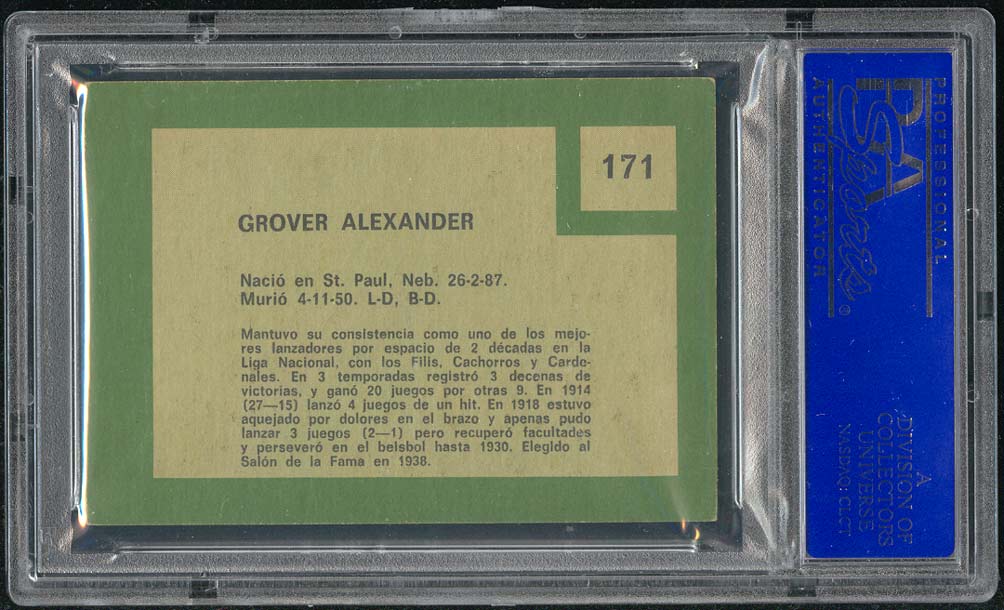 171
GROVER ALEXANDER
Nació en St. Paul, Neb. 26-2-87.
Murió 4-11-50. L-D, B-D.
Mantuvo su consistencia como uno de los mejo-
res lanzadores por espacio de 2 décadas en la
Liga Nacional, con los Filis, Cachorros y Carde-
nales. En 3 temporadas registró 3 decenas de
victorias, y ganó 20 juegos por otras 9. En 1914
(27—15) lanzó 4 juegos de un hit. En 1918 estuvo
aquejado por dolores en el brazo y apenas pudo
lanzar 3 juegos (2—1) pero recuperó facultades
y perseveró en el beisbol hasta 1930. Elegido al
Salón de la Fama en 1938.
PROFESSIONAL
PSA
Sports
®
AUTHENTICATOR
A
DIVISION OF
COLLECTORS
UNIVERSE
NASDAQ: CLCT